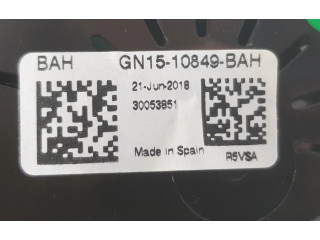 BAH GN15-10849-BAH
21-Jun-2018
30053851
Made in Spain
R5VSA